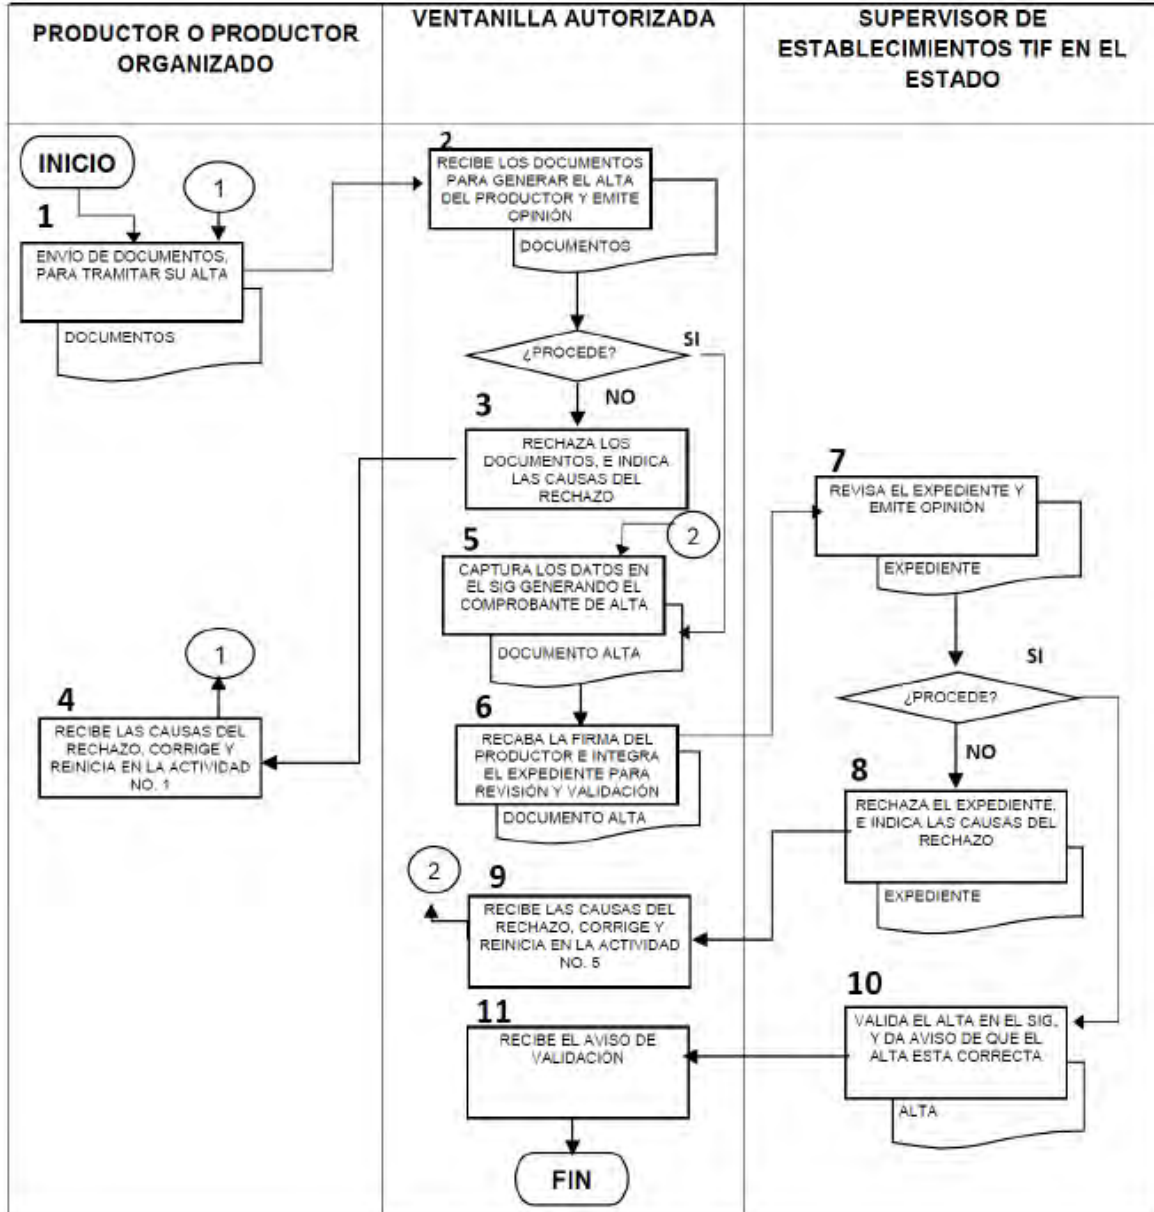 PRODUCTOR O PRODUCTOR
ORGANIZADO
VENTANILLA AUTORIZADA
SUPERVISOR DE
ESTABLECIMIENTOS TIF EN EL
ESTADO
INICIO
1
1
ENVÍO DE DOCUMENTOS,
PARA TRAMITAR SU ALTA
DOCUMENTOS
2
RECIBE LOS DOCUMENTOS
PARA GENERAR EL ALTA
DEL PRODUCTOR Y EMITE
OPINIÓN
DOCUMENTOS
¿PROCEDE?
SI
NO
3
RECHAZA LOS
DOCUMENTOS, E INDICA
LAS CAUSAS DEL
RECHAZO
1
4
RECIBE LAS CAUSAS DEL
RECHAZO, CORRIGE Y
REINICIA EN LA ACTIVIDAD
NO. 1
2
5
CAPTURA LOS DATOS EN
EL SIG GENERANDO EL
COMPROBANTE DE ALTA
DOCUMENTO ALTA
6
RECABA LA FIRMA DEL
PRODUCTOR E INTEGRA
EL EXPEDIENTE PARA
REVISIÓN Y VALIDACIÓN
DOCUMENTO ALTA
7
REVISA EL EXPEDIENTE Y
EMITE OPINIÓN
EXPEDIENTE
¿PROCEDE?
SI
NO
8
RECHAZA EL EXPEDIENTE,
E INDICA LAS CAUSAS DEL
RECHAZO
EXPEDIENTE
2
9
RECIBE LAS CAUSAS DEL
RECHAZO, CORRIGE Y
REINICIA EN LA ACTIVIDAD
NO. 5
10
VALIDA EL ALTA EN EL SIG,
Y DA AVISO DE QUE EL
ALTA ESTA CORRECTA
ALTA
11
RECIBE EL AVISO DE
VALIDACIÓN
FIN